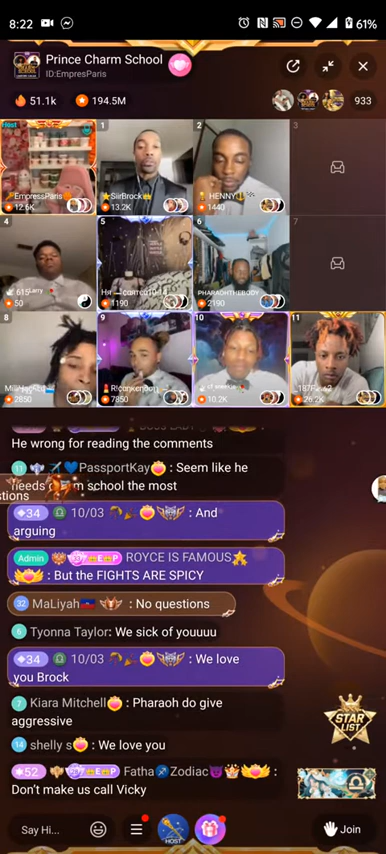 8:22
61%
Prince Charm School
ID:EmpresParis
51.1k
194.5M
933
Host
EmpressParis
12.6K
1
SiirBrock
13.2K
2
HENNY
1440
3
4
615Larry
50
5
1190
6
PHARAOHTHEBODY
2190
7
8
2850
9
7850
10
10.2K
11
26.2K
He wrong for reading the comments
11 PassportKay : Seem like he
school the most
stions
34 10/03 : And
arguing
Admin E P ROYCE IS FAMOUS
: But the FIGHTS ARE SPICY
32 MaLiyah : No questions
Tyonna Taylor: We sick of youuuu
34 10/03 : We love
you Brock
7 Kiara Mitchell : Pharaoh do give
aggressive
14 shelly s : We love you
52 E P Fatha Zodiac :
Don't make us call Vicky
STAR
LIST
Say Hi...
HOST
Join